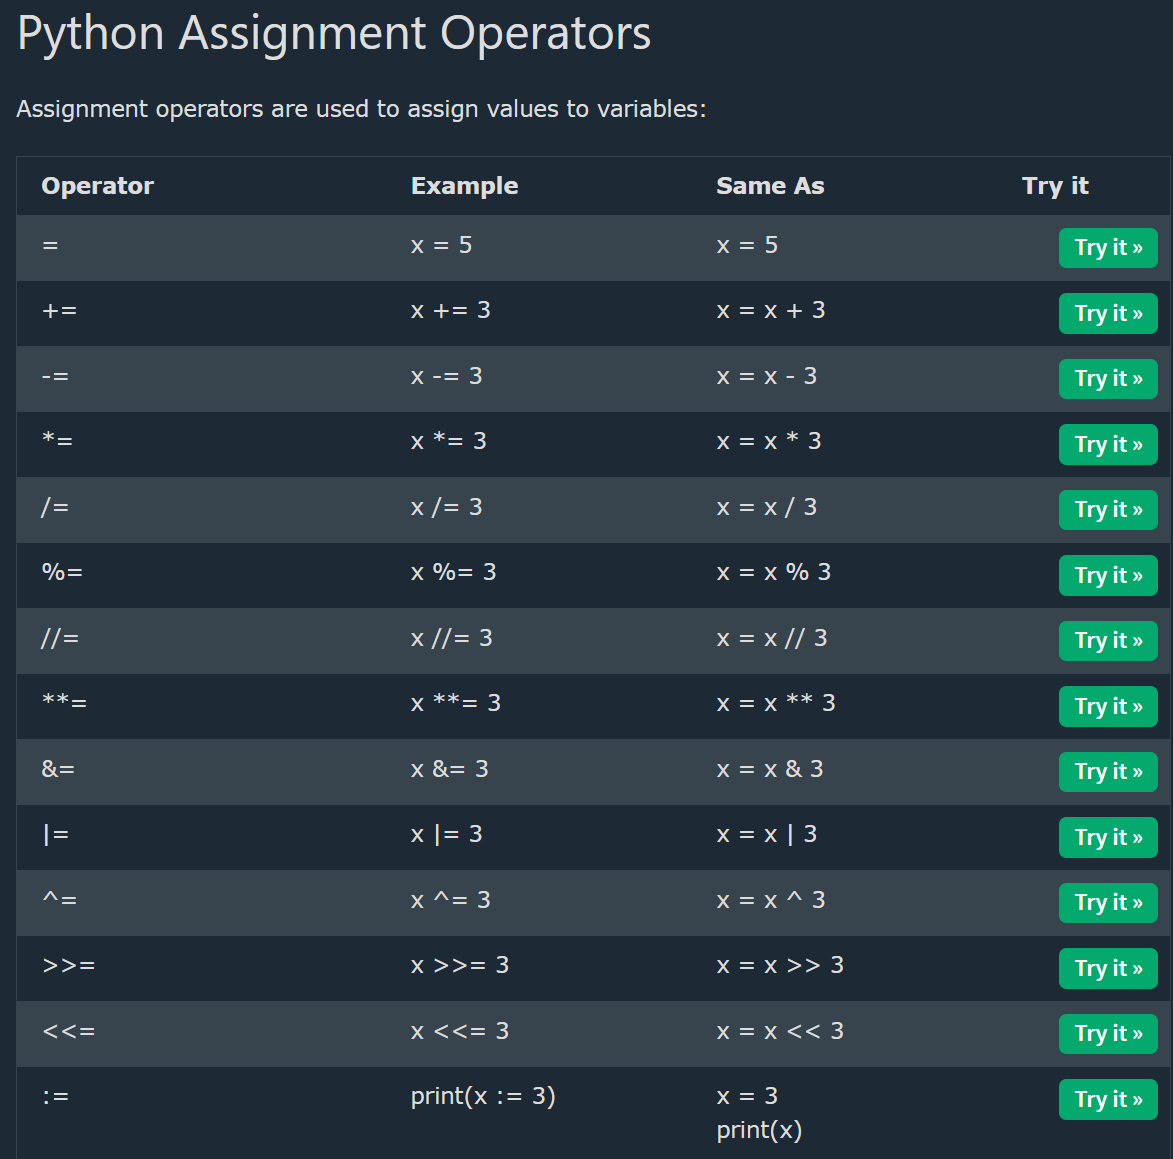 Python Assignment Operators
Assignment operators are used to assign values to variables:
Operator Example Same As Try it
= x = 5 x = 5 Try it »
+= x += 3 x = x + 3 Try it »
-= x -= 3 x = x - 3 Try it »
*= x *= 3 x = x * 3 Try it »
/= x /= 3 x = x / 3 Try it »
%= x %= 3 x = x % 3 Try it »
//= x //= 3 x = x // 3 Try it »
**= x **= 3 x = x ** 3 Try it »
&= x &= 3 x = x & 3 Try it »
|= x |= 3 x = x | 3 Try it »
^= x ^= 3 x = x ^ 3 Try it »
>>= x >>= 3 x = x >> 3 Try it »
<<= x <<= 3 x = x << 3 Try it »
:= print(x := 3) x = 3 Try it »
print(x)